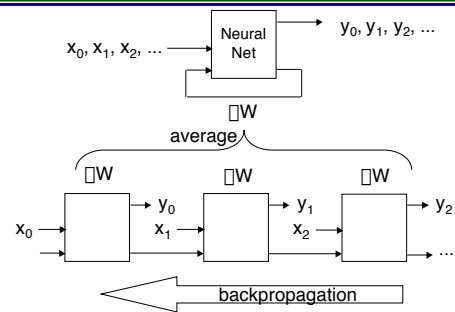 Neural
Net
x₀, x₁, x₂, ...
y₀, y₁, y₂, ...
▯W
average
▯W ▯W ▯W
y₀ y₁ y₂
x₀ x₁ x₂
...
backpropagation